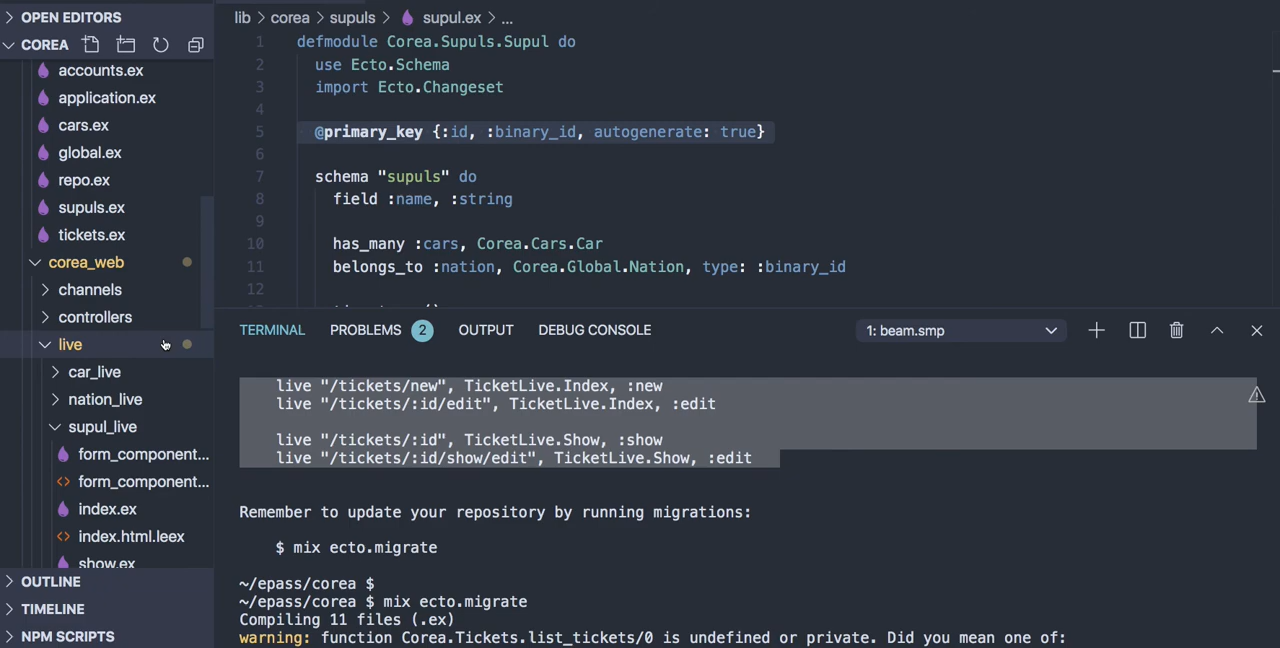 OPEN EDITORS
COREA
accounts.ex
application.ex
cars.ex
global.ex
repo.ex
supuls.ex
tickets.ex
corea_web
channels
controllers
live
car_live
nation_live
supul_live
form_component...
form_component...
index.ex
index.html.leex
show.ex
OUTLINE
TIMELINE
NPM SCRIPTS
lib > corea > supuls > supul.ex > ...
1 defmodule Corea.Supuls.Supul do
2 use Ecto.Schema
3 import Ecto.Changeset
4
5 @primary_key {:id, :binary_id, autogenerate: true}
6
7 schema "supuls" do
8 field :name, :string
9
10 has_many :cars, Corea.Cars.Car
11 belongs_to :nation, Corea.Global.Nation, type: :binary_id
12
TERMINAL PROBLEMS 2 OUTPUT DEBUG CONSOLE 1: beam.smp
live "/tickets/new", TicketLive.Index, :new
live "/tickets/:id/edit", TicketLive.Index, :edit
live "/tickets/:id", TicketLive.Show, :show
live "/tickets/:id/show/edit", TicketLive.Show, :edit
Remember to update your repository by running migrations:
$ mix ecto.migrate
~/epass/corea $
~/epass/corea $ mix ecto.migrate
Compiling 11 files (.ex)
warning: function Corea.Tickets.list_tickets/0 is undefined or private. Did you mean one of: